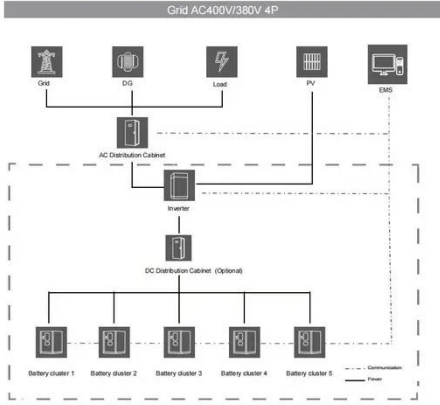 Grid AC400V/380V 4P
Grid
DG
Load
PV
EMS
AC Distribution Cabinet
Inverter
DC Distribution Cabinet (Optional)
Battery cluster 1
Battery cluster 2
Battery cluster 3
Battery cluster 4
Battery cluster 5
Communication
Power